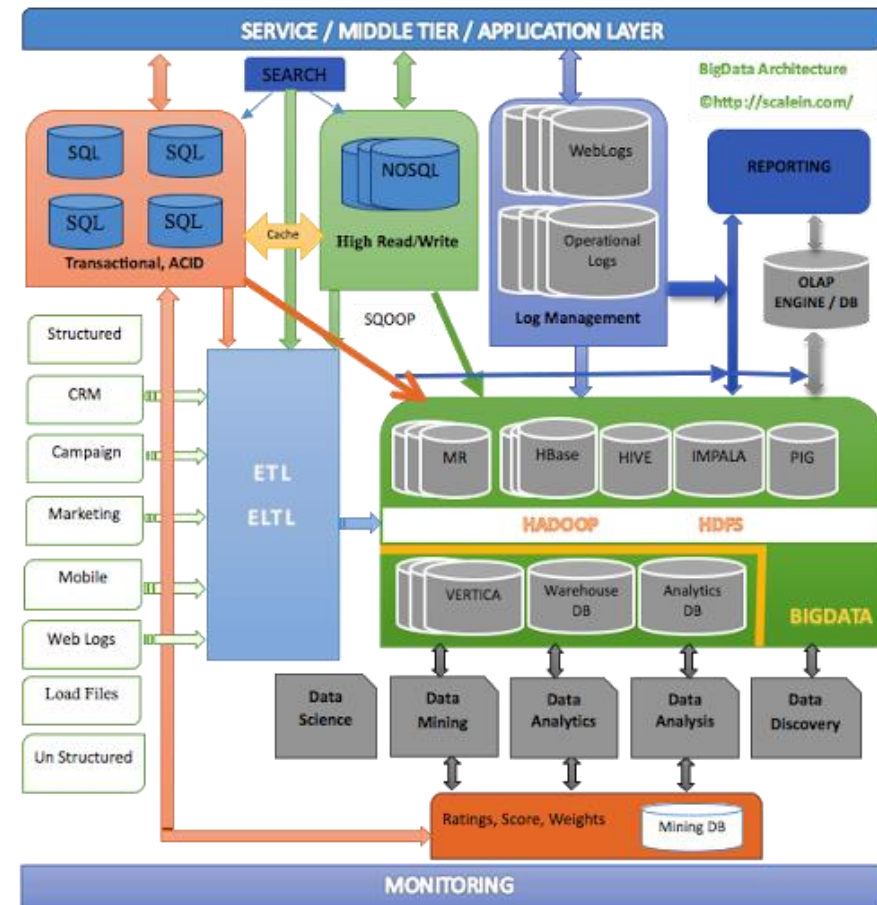 SERVICE / MIDDLE TIER / APPLICATION LAYER
SEARCH
BigData Architecture
©http://scalein.com/
SQL
SQL
SQL
SQL
Transactional, ACID
Cache
NOSQL
High Read/Write
WebLogs
Operational
Logs
Log Management
REPORTING
OLAP
ENGINE / DB
SQOOP
Structured
CRM
Campaign
Marketing
Mobile
Web Logs
Load Files
Un Structured
ETL
ELTL
MR
HBase
HIVE
IMPALA
PIG
HADOOP
HDFS
VERTICA
Warehouse
DB
Analytics
DB
BIGDATA
Data
Science
Data
Mining
Data
Analytics
Data
Analysis
Data
Discovery
Ratings, Score, Weights
Mining DB
MONITORING